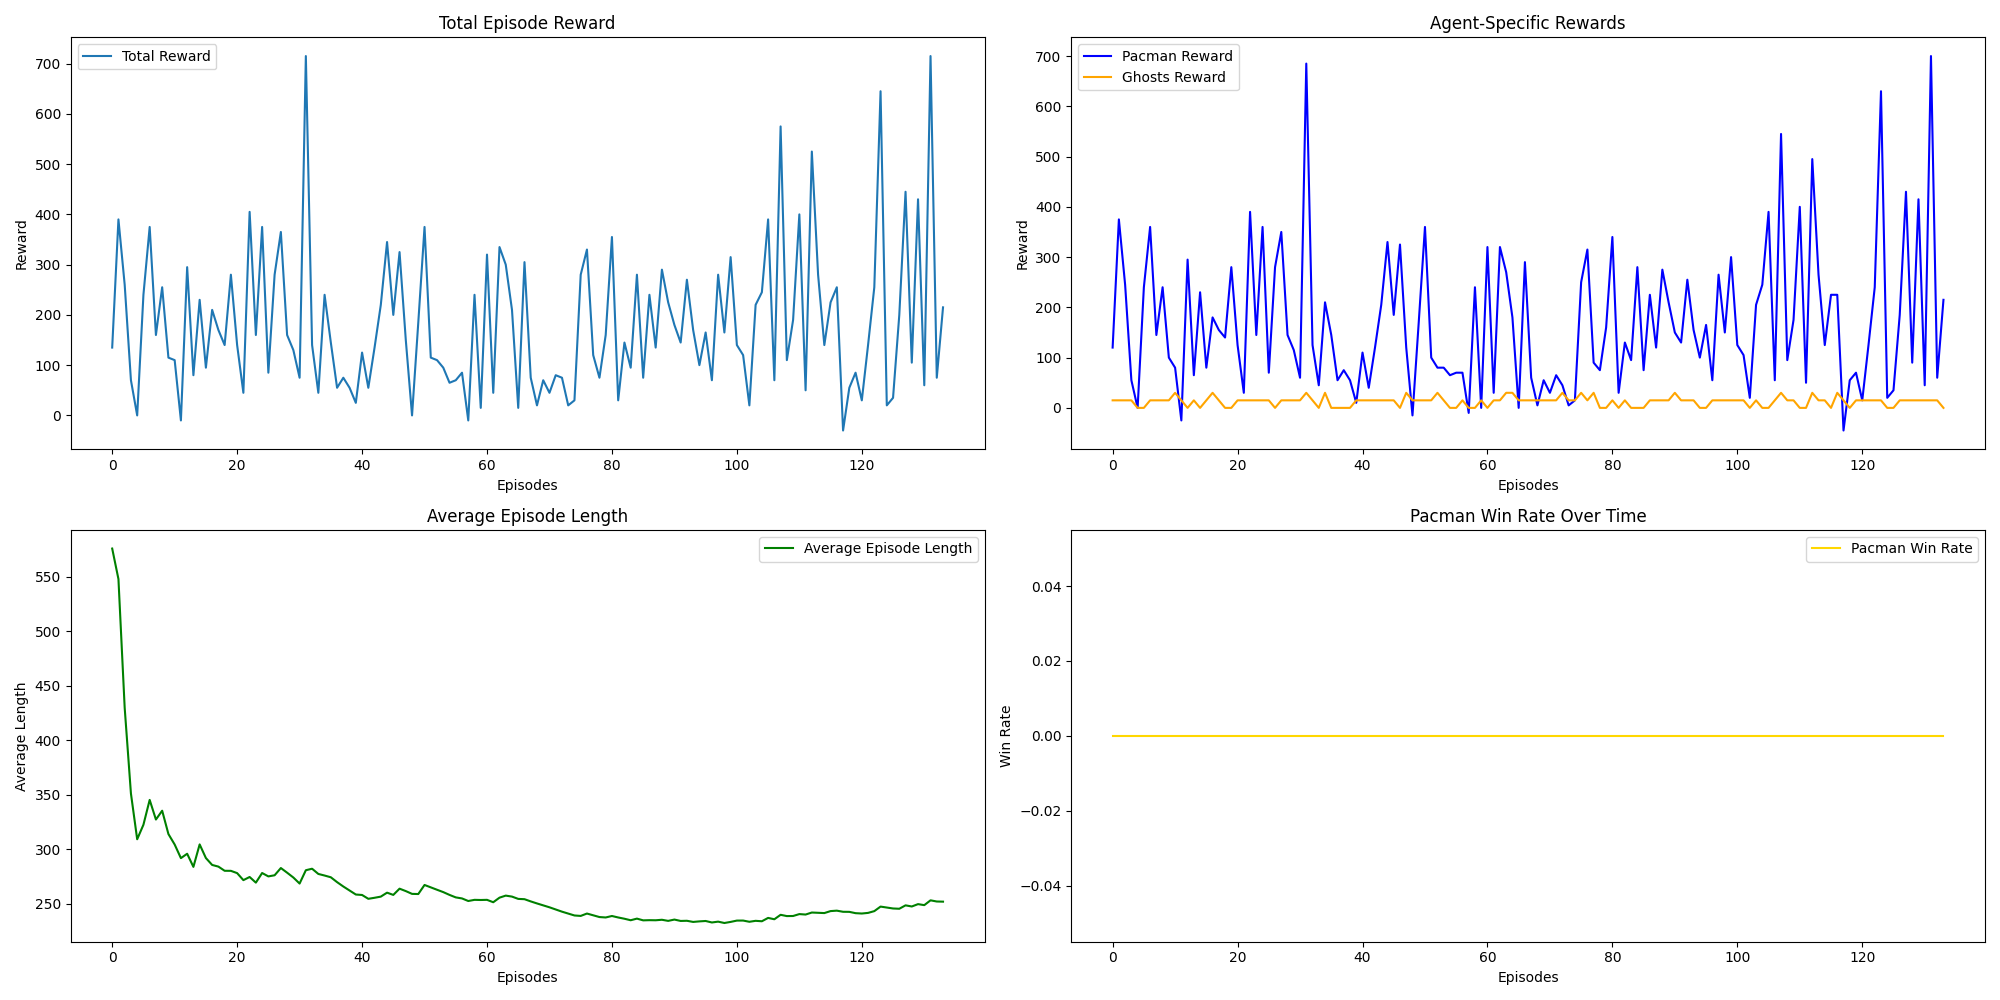 Total Episode Reward
Total Reward
Reward
700
600
500
400
300
200
100
0
0 20 40 60 80 100 120
Episodes
Agent-Specific Rewards
Pacman Reward
Ghosts Reward
Reward
700
600
500
400
300
200
100
0
0 20 40 60 80 100 120
Episodes
Average Episode Length
Average Episode Length
Average Length
550
500
450
400
350
300
250
0 20 40 60 80 100 120
Episodes
Pacman Win Rate Over Time
Pacman Win Rate
Win Rate
0.04
0.02
0.00
−0.02
−0.04
0 20 40 60 80 100 120
Episodes